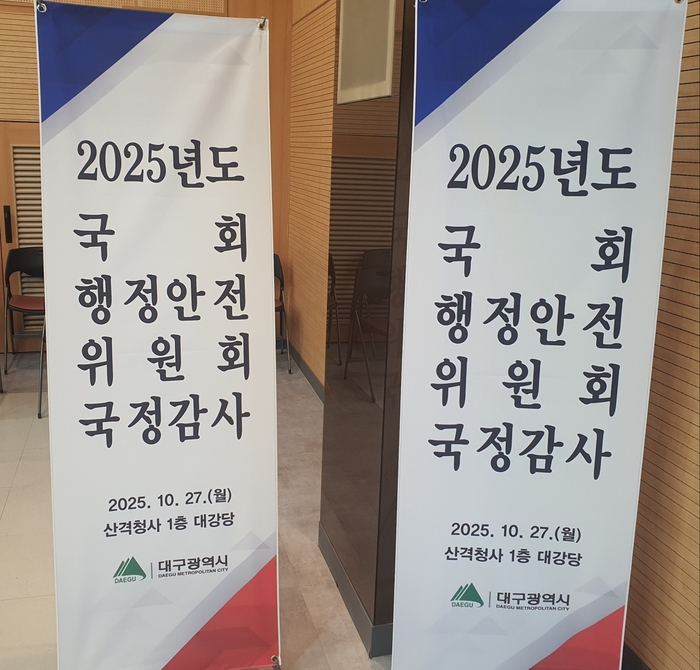 2025년도
국 회
행정안전
위 원 회
국정감사
2025. 10. 27.(월)
산격청사 1층 대강당
DAEGU
대구광역시
DAEGU METROPOLITAN CITY
2025년도
국 회
행정안전
위 원 회
국정감사
2025. 10. 27.(월)
산격청사 1층 대강당
DAEGU
대구광역시
DAEGU METROPOLITAN CITY